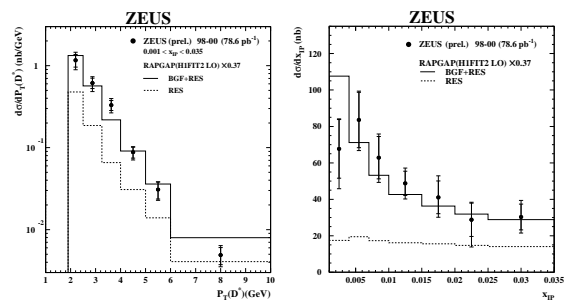 ZEUS
dσ/dP_T(D*) (nb/GeV)
ZEUS (prel.) 98-00 (78.6 pb⁻¹)
0.001 < x_IP < 0.035
RAPGAP(H1FIT2 LO) ×0.37
BGF+RES
RES
1
10⁻¹
10⁻²
1 2 3 4 5 6 7 8 9 10
P_T(D*)(GeV)
ZEUS
dσ/dx_IP (nb)
ZEUS (prel.) 98-00 (78.6 pb⁻¹)
RAPGAP(H1FIT2 LO) ×0.37
BGF+RES
RES
120
100
80
60
40
20
0
0.005 0.01 0.015 0.02 0.025 0.03 0.035
x_IP